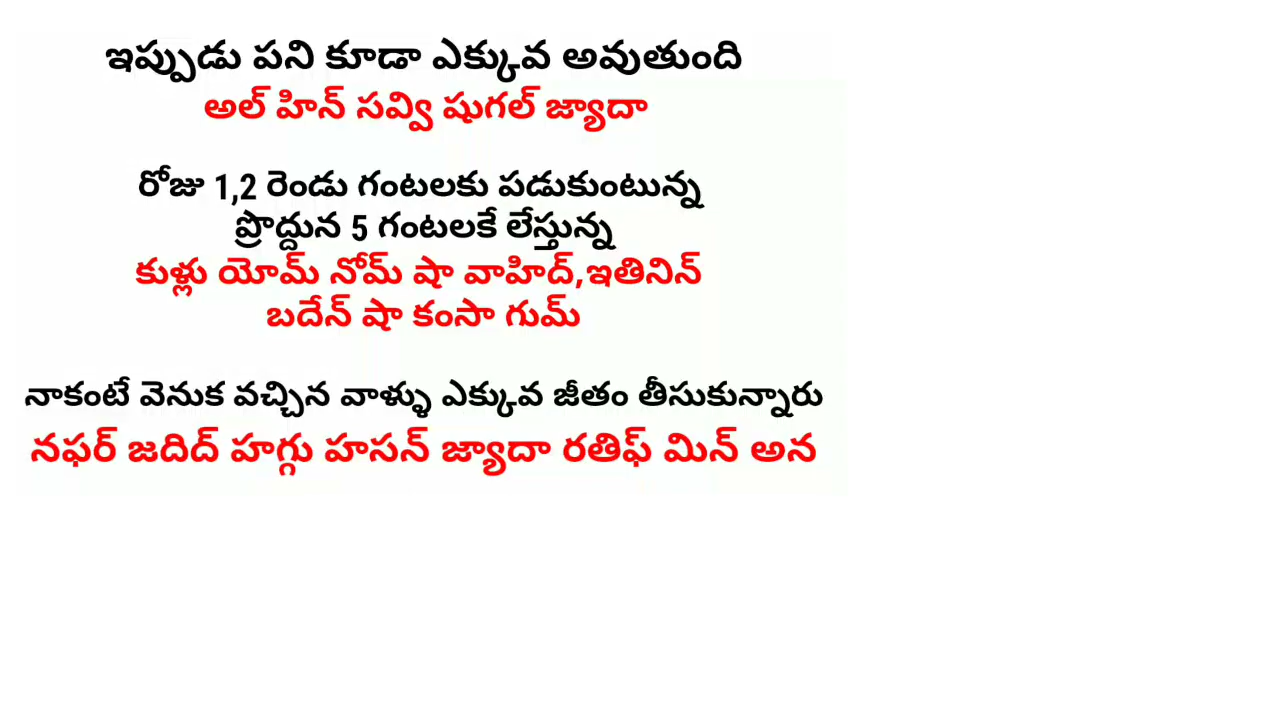 ఇప్పుడు పని కూడా ఎక్కువ అవుతుంది
అల్ హిన్ సవ్వి షుగల్ జ్యాదా
రోజు 1,2 రెండు గంటలకు పడుకుంటున్న
ప్రొద్దున 5 గంటలకే లేస్తున్న
కుళ్లు యోమ్ నోమ్ షా వాహిద్,ఇతినిన్
బదేన్ షా కంసా గుమ్
నాకంటే వెనుక వచ్చిన వాళ్ళు ఎక్కువ జీతం తీసుకున్నారు
నఫర్ జదిద్ హగ్గు హసన్ జ్యాదా రతిఫ్ మిన్ అన